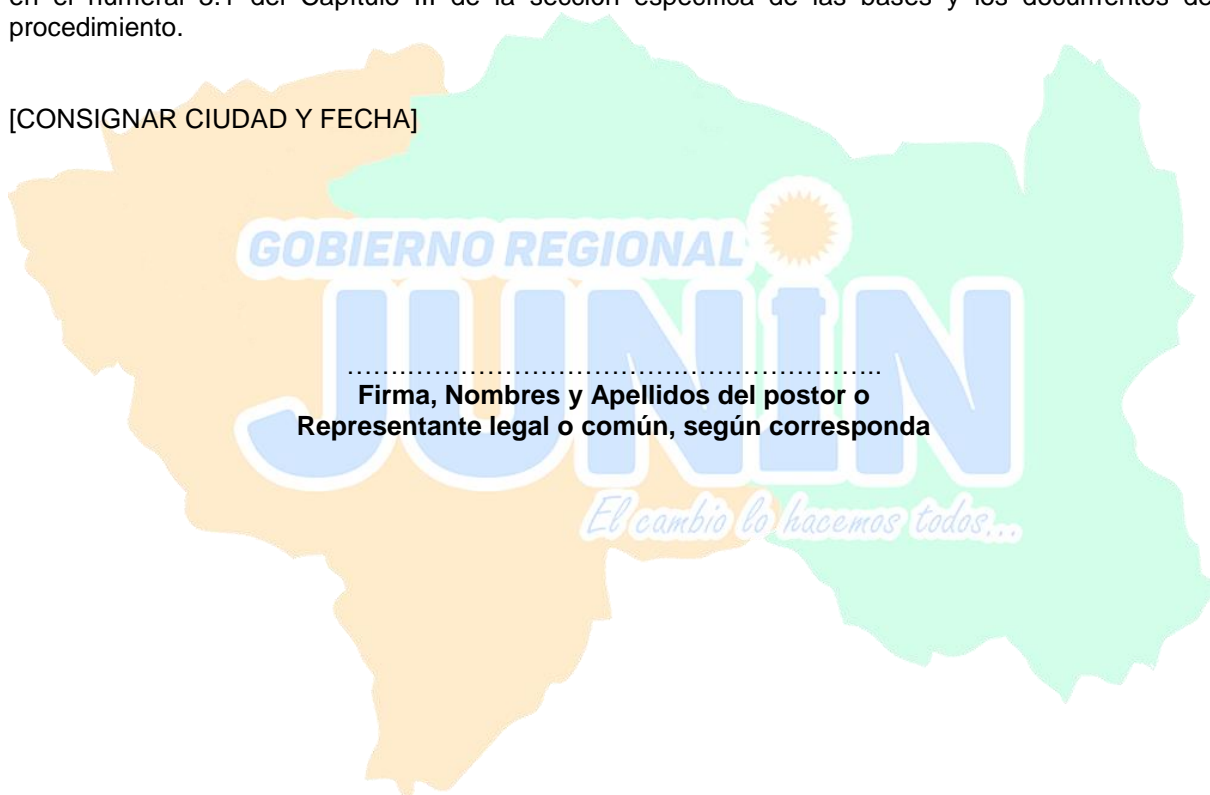 en el numeral 3.1 del Capítulo III de la sección específica de las bases y los documentos de
procedimiento.
[CONSIGNAR CIUDAD Y FECHA]
GOBIERNO REGIONAL
JUNIN
…………………………………………………..
Firma, Nombres y Apellidos del postor o
Representante legal o común, según corresponda
El cambio lo hacemos todos...